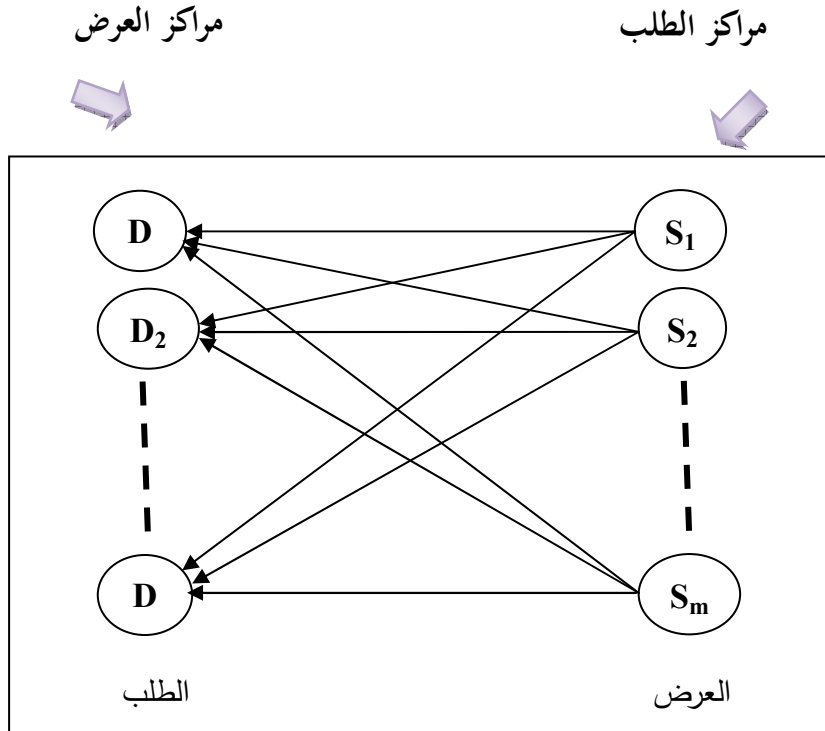 مراكز الطلب
مراكز العرض
S₁
D
S₂
D₂
Sₘ
D
العرض
الطلب